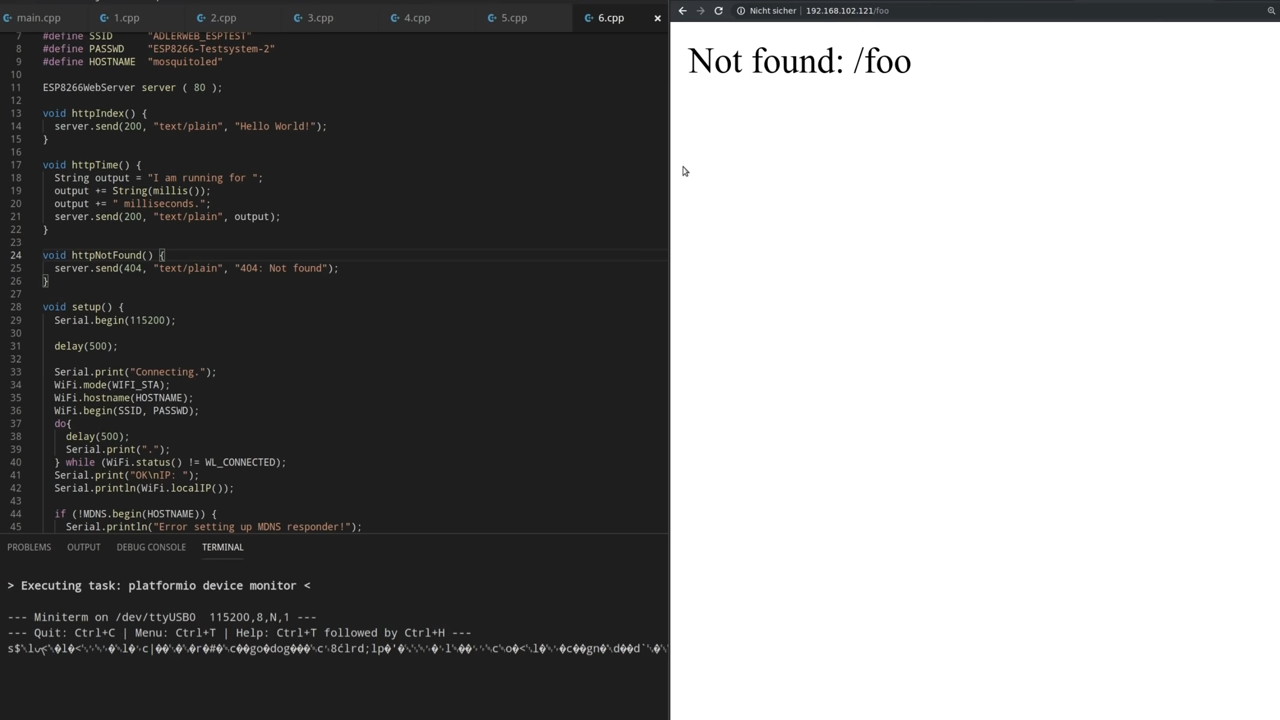 main.cpp 1.cpp 2.cpp 3.cpp 4.cpp 5.cpp 6.cpp
7 #define SSID "ADLERWEB_ESPTEST"
8 #define PASSWD "ESP8266-Testsystem-2"
9 #define HOSTNAME "mosquitoled"
10
11 ESP8266WebServer server ( 80 );
12
13 void httpIndex() {
14 server.send(200, "text/plain", "Hello World!");
15 }
16
17 void httpTime() {
18 String output = "I am running for ";
19 output += String(millis());
20 output += " milliseconds.";
21 server.send(200, "text/plain", output);
22 }
23
24 void httpNotFound() {
25 server.send(404, "text/plain", "404: Not found");
26 }
27
28 void setup() {
29 Serial.begin(115200);
30
31 delay(500);
32
33 Serial.print("Connecting.");
34 WiFi.mode(WIFI_STA);
35 WiFi.hostname(HOSTNAME);
36 WiFi.begin(SSID, PASSWD);
37 do{
38 delay(500);
39 Serial.print(".");
40 } while (WiFi.status() != WL_CONNECTED);
41 Serial.print("OK\nIP: ");
42 Serial.println(WiFi.localIP());
43
44 if (!MDNS.begin(HOSTNAME)) {
45 Serial.println("Error setting up MDNS responder!");
PROBLEMS OUTPUT DEBUG CONSOLE TERMINAL
> Executing task: platformio device monitor <
--- Miniterm on /dev/ttyUSB0 115200,8,N,1 ---
--- Quit: Ctrl+C | Menu: Ctrl+T | Help: Ctrl+T followed by Ctrl+H ---
Nicht sicher 192.168.102.121/foo
Not found: /foo